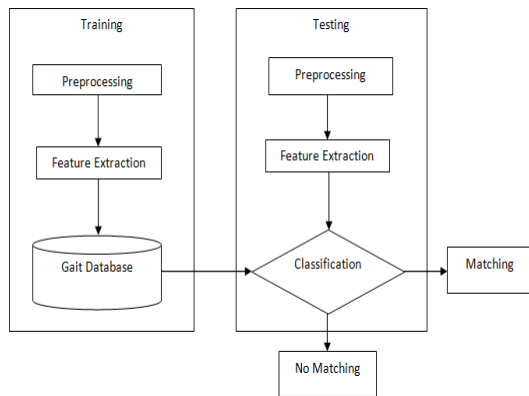 Training
Preprocessing
Feature Extraction
Gait Database
Testing
Preprocessing
Feature Extraction
Classification
Matching
No Matching